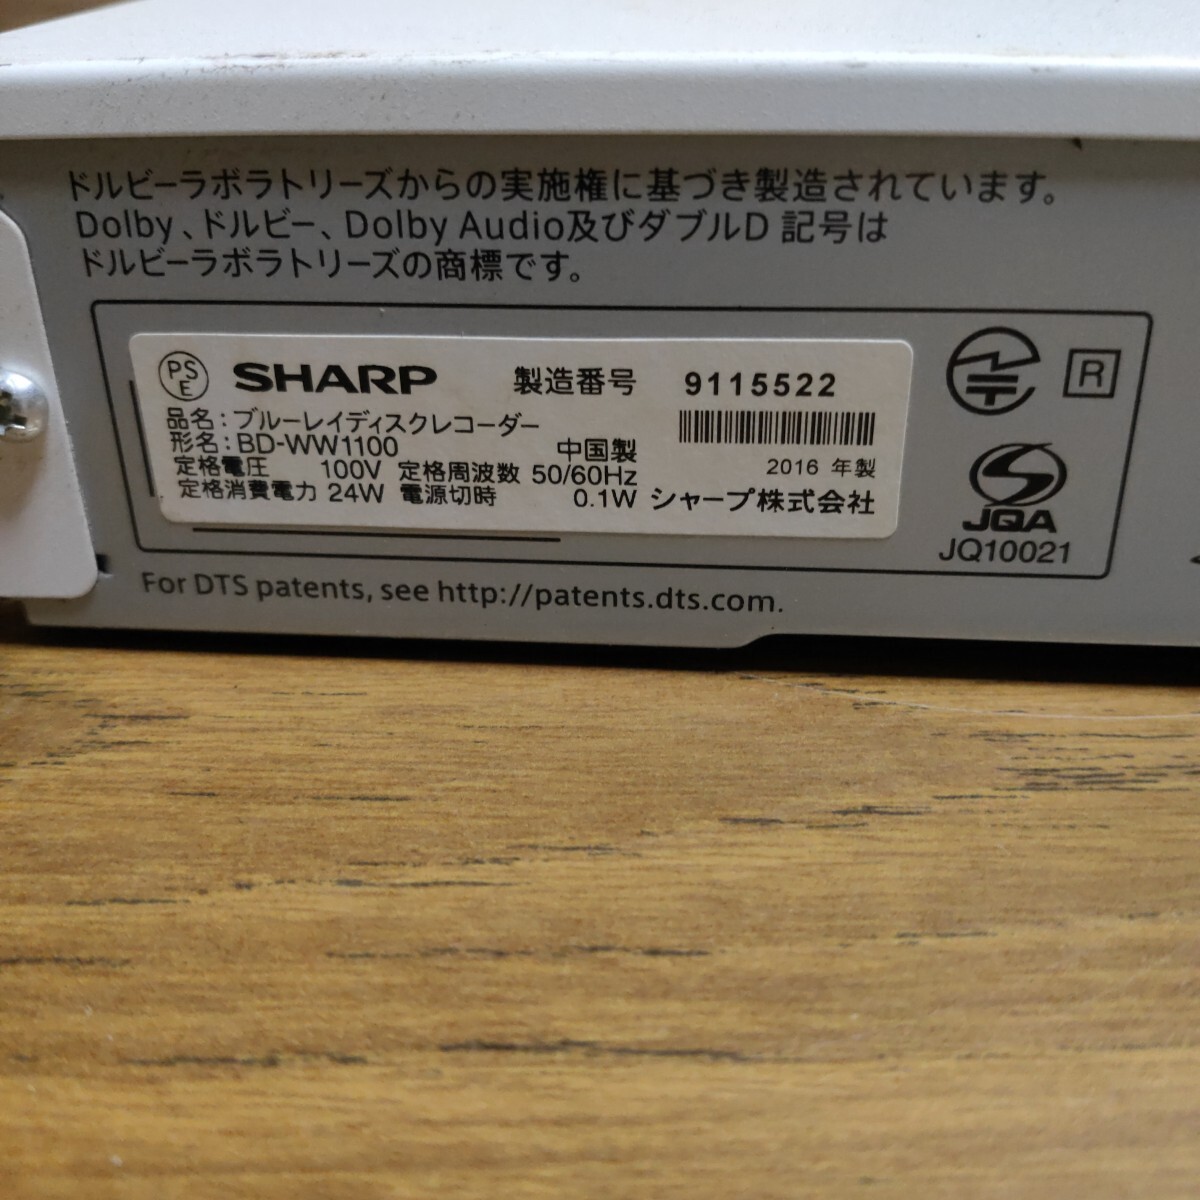 ドルビーラボラトリーズからの実施権に基づき製造されています。
Dolby、ドルビー、Dolby Audio及びダブルD 記号は
ドルビーラボラトリーズの商標です。
PSE SHARP 製造番号 9115522
品名：ブルーレイディスクレコーダー
形名：BD-WW1100 中国製 2016 年製
定格電圧 100V 定格周波数 50/60Hz
定格消費電力 24W 電源切時 0.1W シャープ株式会社
R
JQA
JQ10021
For DTS patents, see http://patents.dts.com.